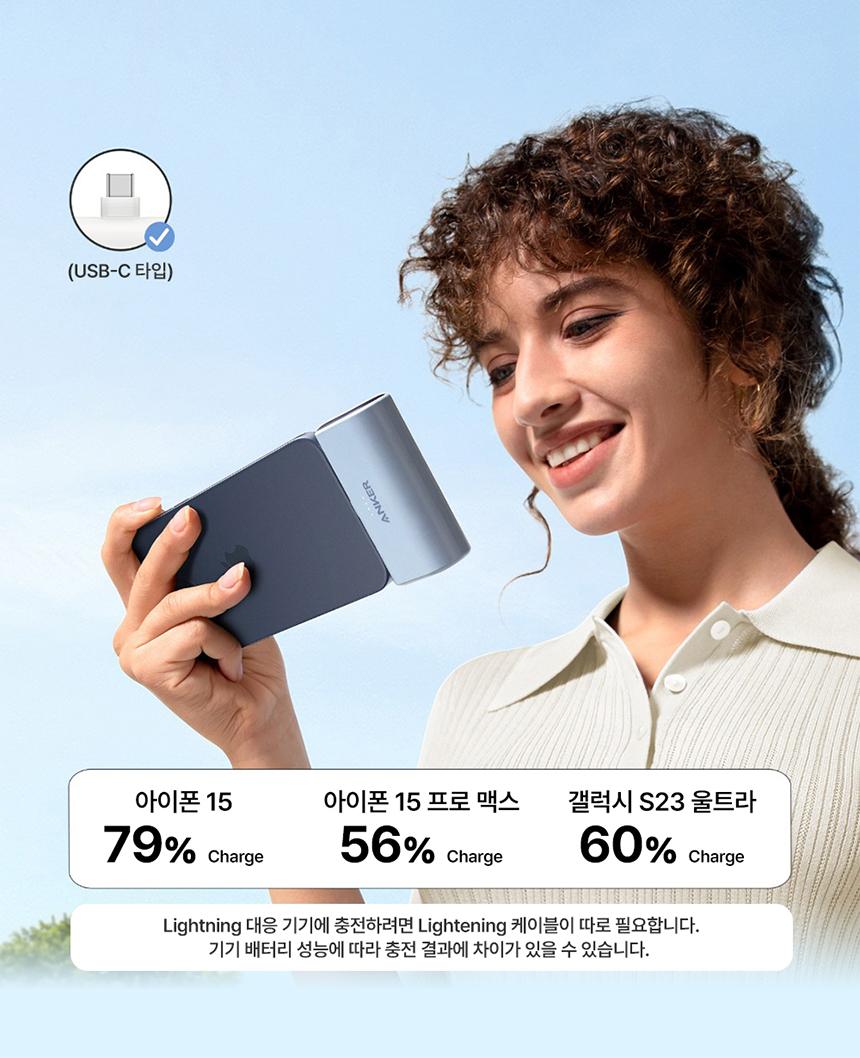 (USB-C 타입)
ANKER
아이폰 15
79% Charge
아이폰 15 프로 맥스
56% Charge
갤럭시 S23 울트라
60% Charge
Lightning 대응 기기에 충전하려면 Lightening 케이블이 따로 필요합니다.
기기 배터리 성능에 따라 충전 결과에 차이가 있을 수 있습니다.